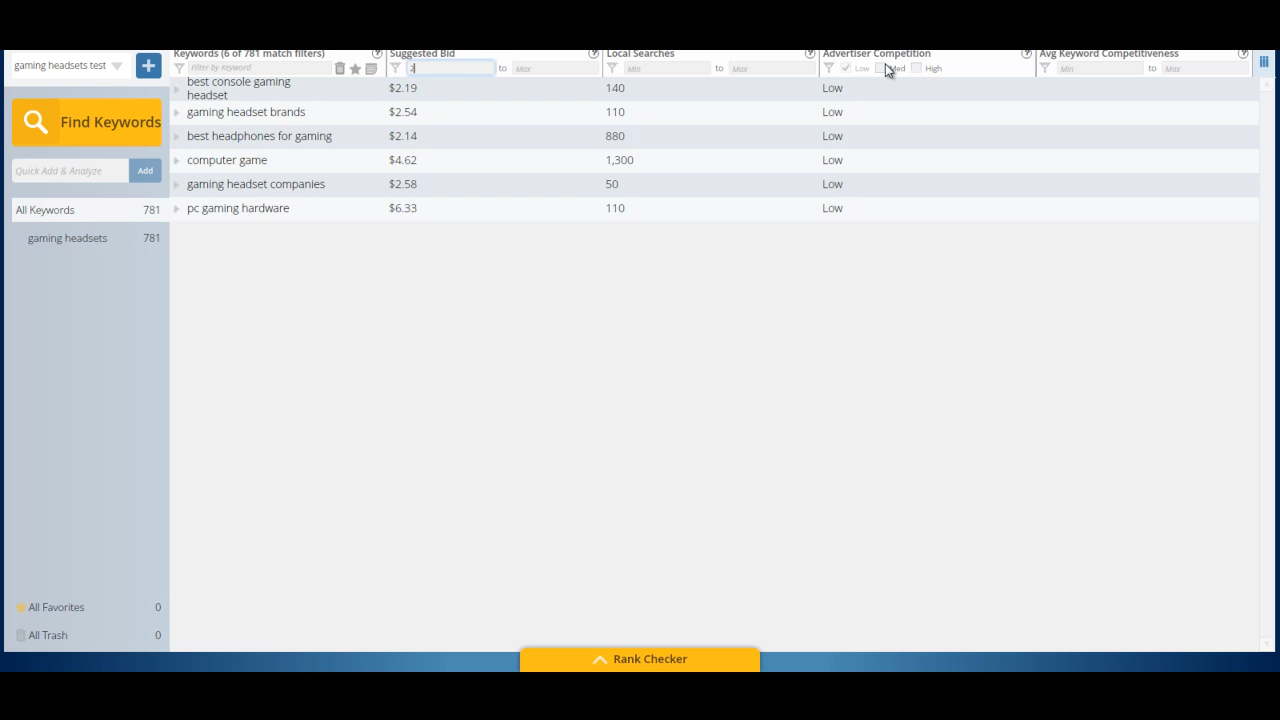 gaming headsets test
Keywords (6 of 781 match filters)
Suggested Bid
Local Searches
Advertiser Competition
Avg Keyword Competitiveness
Filter by Keyword
2
to
Max
Min
to
Max
Low
Med
High
Min
to
Max
Find Keywords
Quick Add & Analyze
Add
All Keywords 781
gaming headsets 781
best console gaming
headset
$2.19 140 Low
gaming headset brands $2.54 110 Low
best headphones for gaming $2.14 880 Low
computer game $4.62 1,300 Low
gaming headset companies $2.58 50 Low
pc gaming hardware $6.33 110 Low
All Favorites 0
All Trash 0
Rank Checker